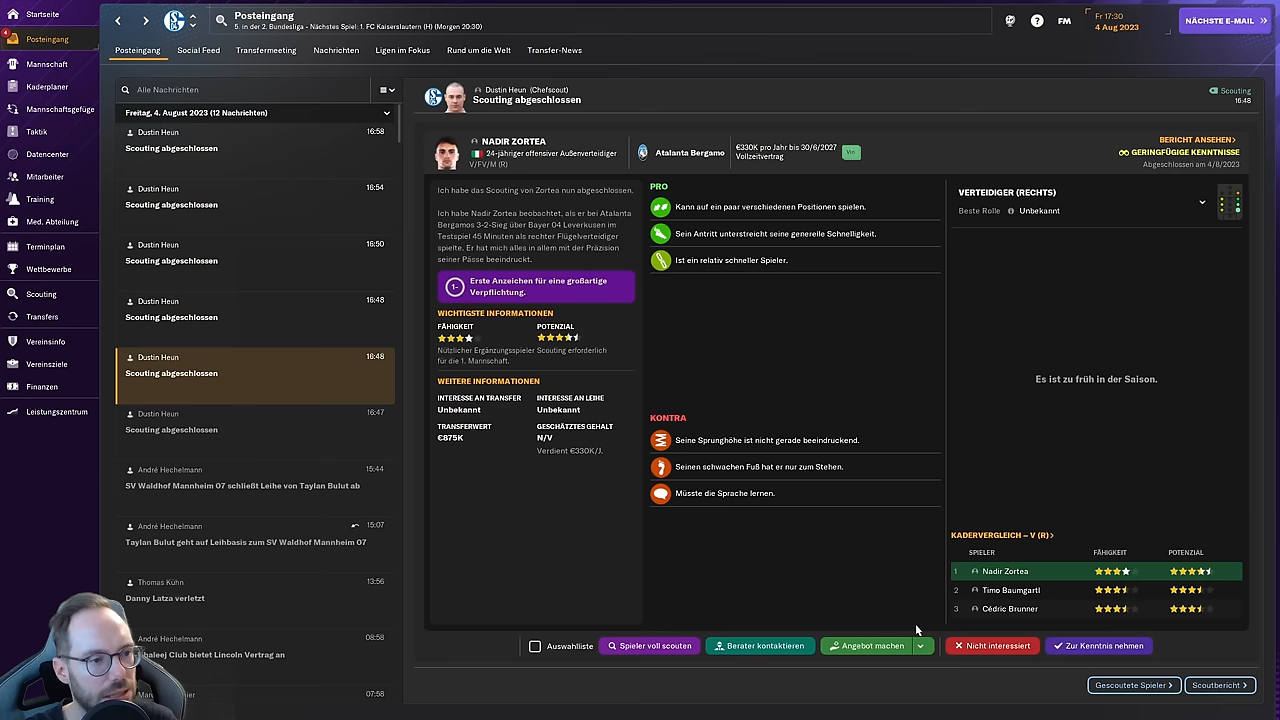 Startseite
4
Posteingang
Mannschaft
Kaderplaner
Mannschaftsgefüge
Taktik
Datencenter
Mitarbeiter
Training
Med. Abteilung
Terminplan
Wettbewerbe
Scouting
Transfers
Vereinsinfo
Vereinsziele
Finanzen
Leistungszentrum
Posteingang
5. in der 2. Bundesliga - Nächstes Spiel: 1. FC Kaiserslautern (H) (Morgen 20:30)
FM
Fr 17:30
4 Aug 2023
NÄCHSTE E-MAIL
Posteingang
Social Feed
Transfermeeting
Nachrichten
Ligen im Fokus
Rund um die Welt
Transfer-News
Alle Nachrichten
Freitag, 4. August 2023 (12 Nachrichten)
Dustin Heun 16:58
Scouting abgeschlossen
Dustin Heun 16:54
Scouting abgeschlossen
Dustin Heun 16:50
Scouting abgeschlossen
Dustin Heun 16:48
Scouting abgeschlossen
Dustin Heun 16:48
Scouting abgeschlossen
Dustin Heun 16:47
Scouting abgeschlossen
André Hechelmann 15:44
SV Waldhof Mannheim 07 schließt Leihe von Taylan Bulut ab
André Hechelmann 15:07
Taylan Bulut geht auf Leihbasis zum SV Waldhof Mannheim 07
Thomas Kühn 13:56
Danny Latza verletzt
André Hechelmann 08:58
Club bietet Lincoln Vertrag an
07:58
Dustin Heun (Chefscout)
Scouting abgeschlossen
Scouting
16:48
NADIR ZORTEA
24-jähriger offensiver Außenverteidiger
V/FV/M (R)
Atalanta Bergamo
€330K pro Jahr bis 30/6/2027
Vollzeitvertrag
Vin
BERICHT ANSEHEN
GERINGFÜGIGE KENNTNISSE
Abgeschlossen am 4/8/2023
Ich habe das Scouting von Zortea nun abgeschlossen.
Ich habe Nadir Zortea beobachtet, als er bei Atalanta
Bergamos 3-2-Sieg über Bayer 04 Leverkusen im
Testspiel 45 Minuten als rechter Flügelverteidiger
spielte. Er hat mich alles in allem mit der Präzision
seiner Pässe beeindruckt.
1-
Erste Anzeichen für eine großartige
Verpflichtung.
WICHTIGSTE INFORMATIONEN
FÄHIGKEIT
POTENZIAL
Nützlicher Ergänzungsspieler
für die 1. Mannschaft.
Scouting erforderlich
WEITERE INFORMATIONEN
INTERESSE AN TRANSFER
Unbekannt
INTERESSE AN LEIHE
Unbekannt
TRANSFERWERT
€875K
GESCHÄTZTES GEHALT
N/V
Verdient €330K/J.
PRO
Kann auf ein paar verschiedenen Positionen spielen.
Sein Antritt unterstreicht seine generelle Schnelligkeit.
Ist ein relativ schneller Spieler.
KONTRA
Seine Sprunghöhe ist nicht gerade beeindruckend.
Seinen schwachen Fuß hat er nur zum Stehen.
Müsste die Sprache lernen.
VERTEIDIGER (RECHTS)
Beste Rolle Unbekannt
Es ist zu früh in der Saison.
KADERVERGLEICH – V (R)
SPIELER FÄHIGKEIT POTENZIAL
1 Nadir Zortea
2 Timo Baumgartl
3 Cédric Brunner
Auswahlliste
Spieler voll scouten
Berater kontaktieren
Angebot machen
Nicht interessiert
Zur Kenntnis nehmen
Gescoutete Spieler
Scoutbericht